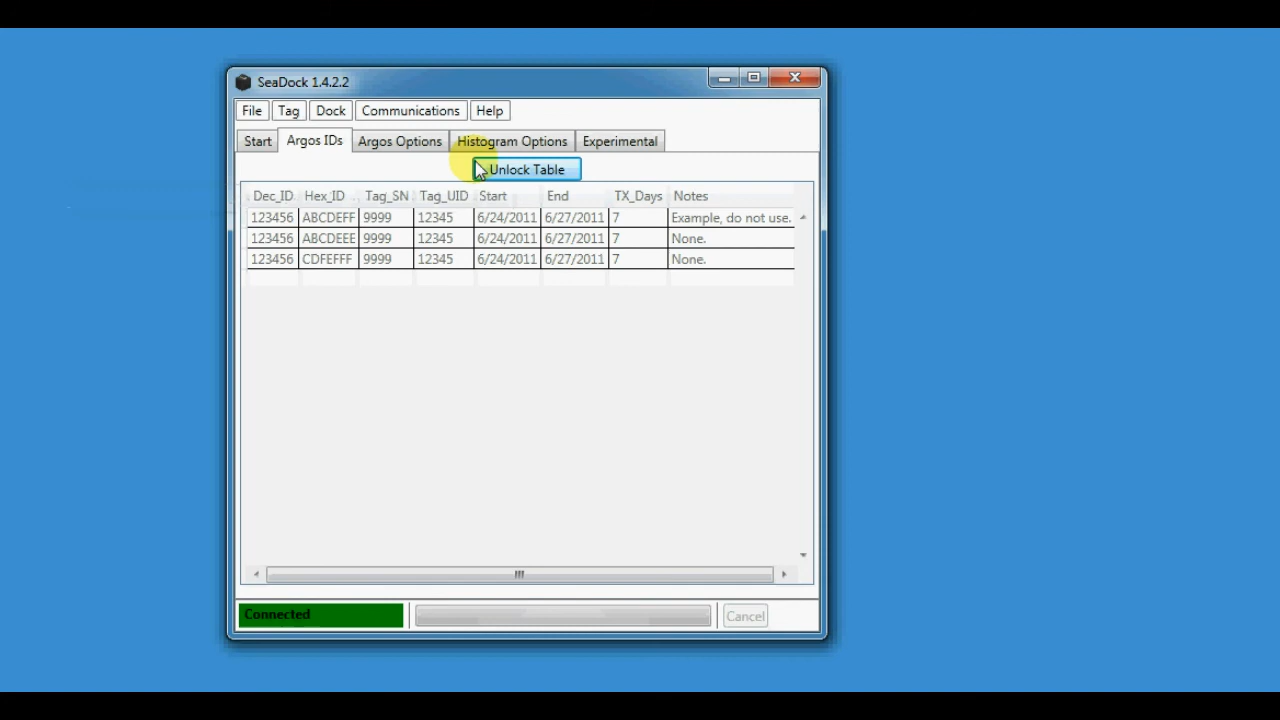 SeaDock 1.4.2.2
File Tag Dock Communications Help
Start Argos IDs Argos Options Histogram Options Experimental
Unlock Table
Dec_ID Hex_ID Tag_SN Tag_UID Start End TX_Days Notes
123456 ABCDEFF 9999 12345 6/24/2011 6/27/2011 7 Example, do not use.
123456 ABCDEEE 9999 12345 6/24/2011 6/27/2011 7 None.
123456 CDFEFFF 9999 12345 6/24/2011 6/27/2011 7 None.
Connected Cancel